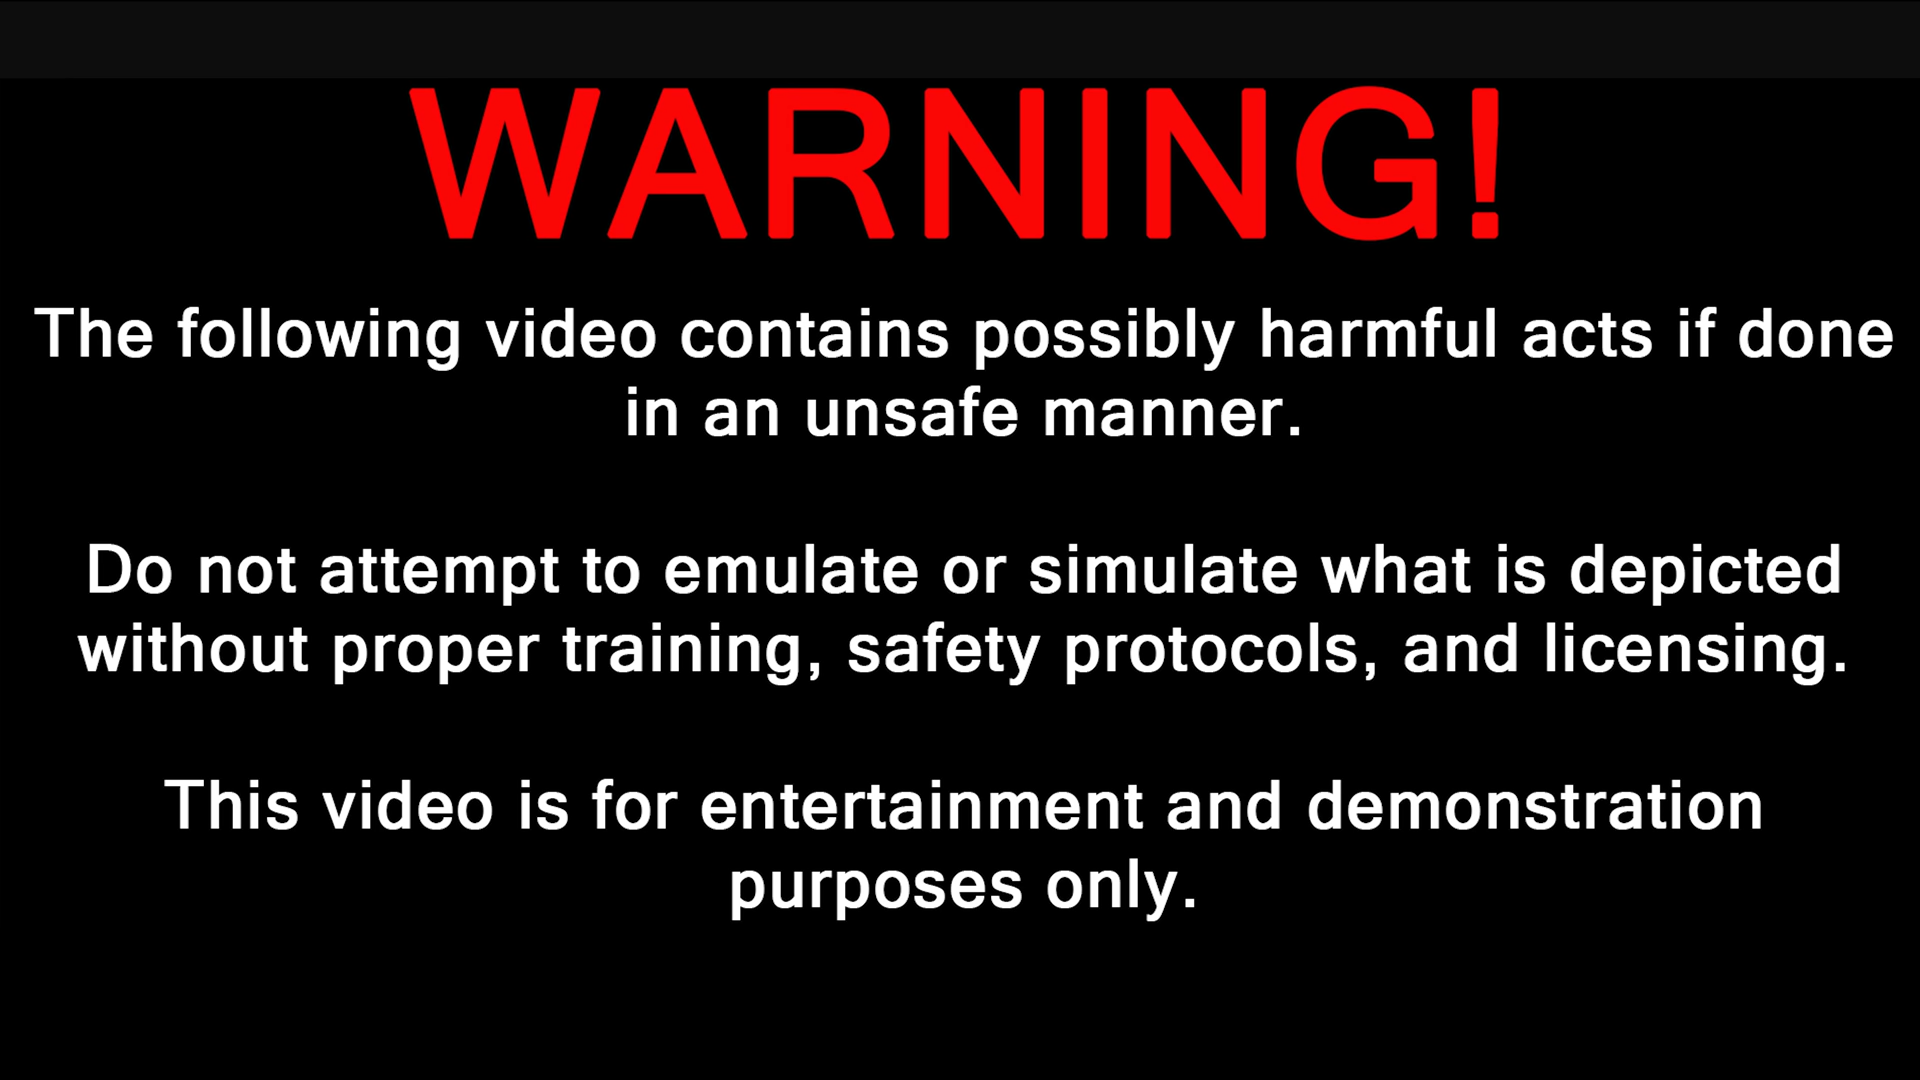 WARNING!
The following video contains possibly harmful acts if done
in an unsafe manner.
Do not attempt to emulate or simulate what is depicted
without proper training, safety protocols, and licensing.
This video is for entertainment and demonstration
purposes only.